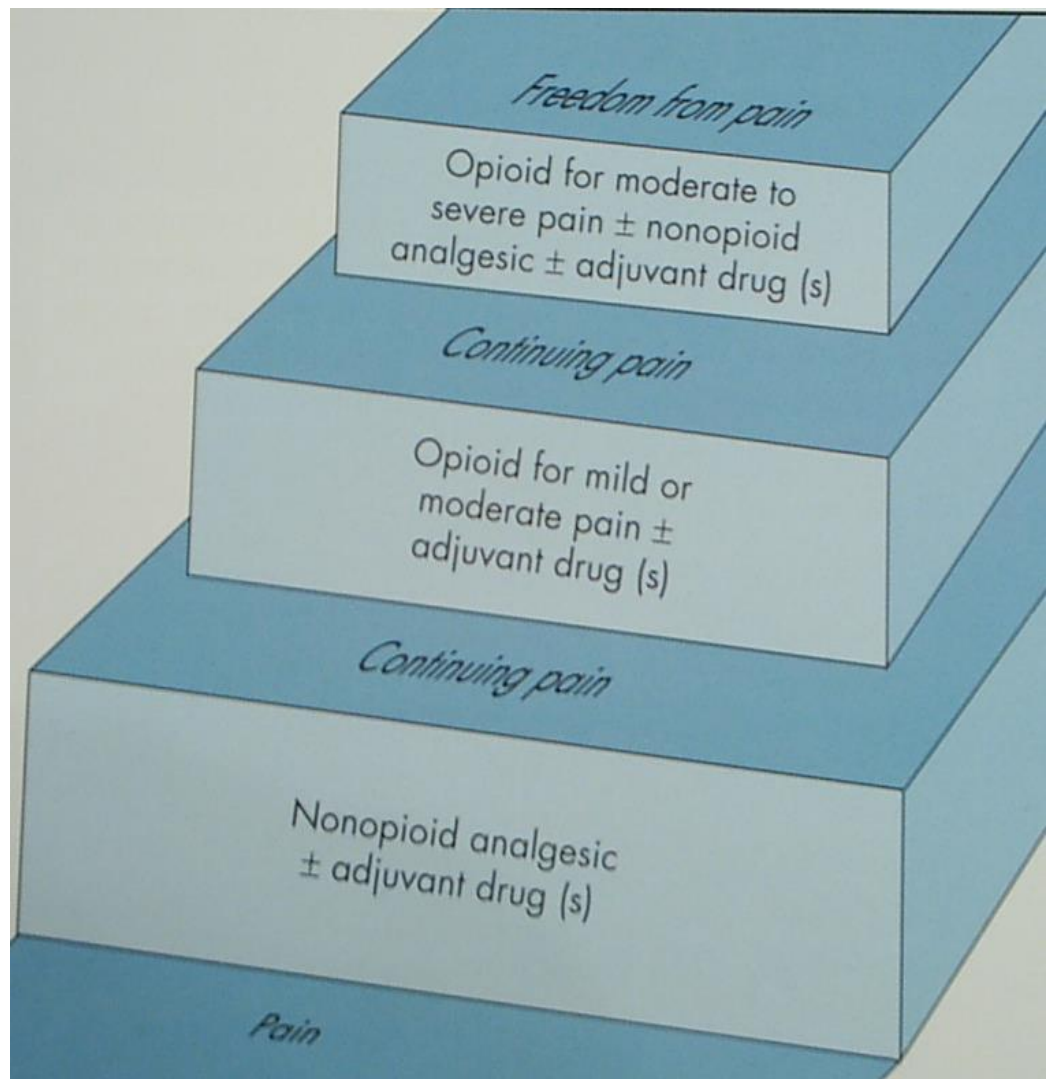 Freedom from pain
Opioid for moderate to
severe pain ± nonopioid
analgesic ± adjuvant drug (s)
Continuing pain
Opioid for mild or
moderate pain ±
adjuvant drug (s)
Continuing pain
Nonopioid analgesic
± adjuvant drug (s)
Pain